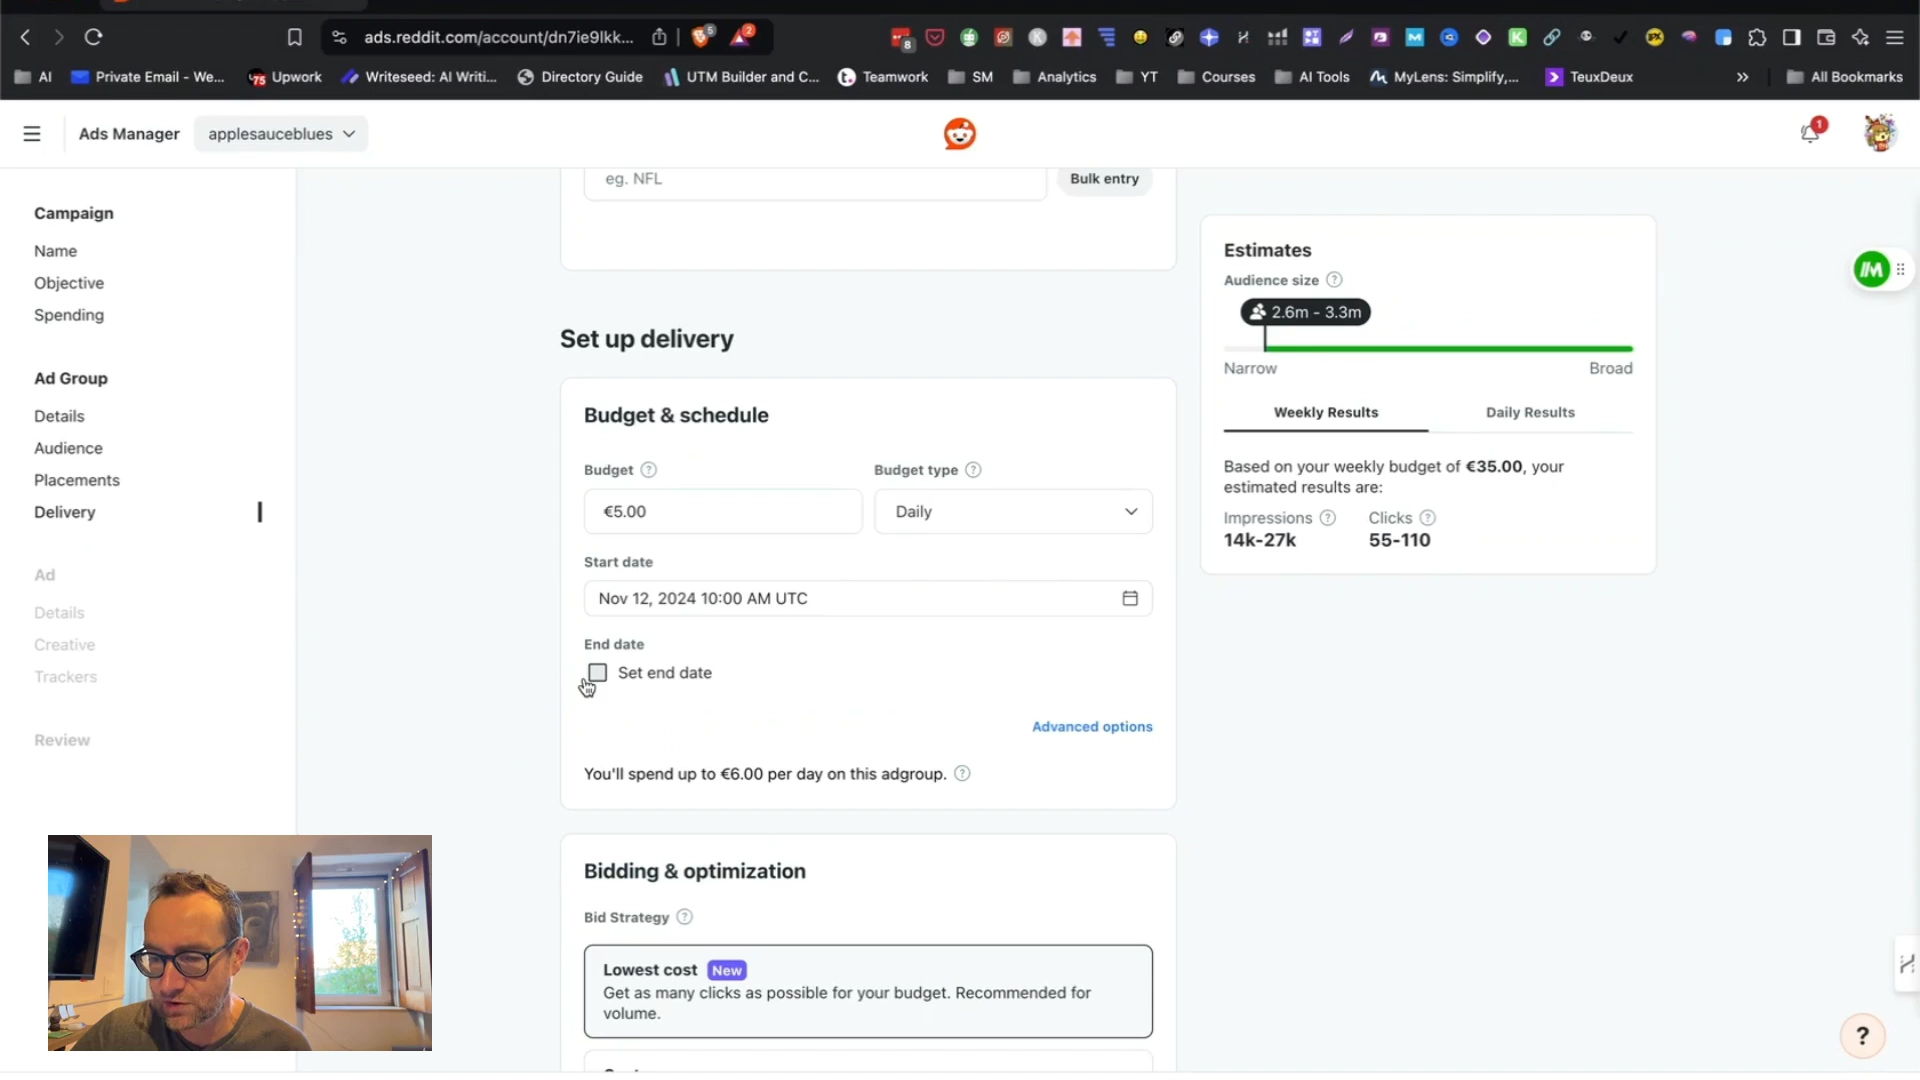 ads.reddit.com/account/dn7ie9lkk...
5
2
8
AI
Private Email - We...
75
Upwork
Writeseed: AI Writi...
Directory Guide
UTM Builder and C...
Teamwork
SM
Analytics
YT
Courses
AI Tools
MyLens: Simplify,...
TeuxDeux
All Bookmarks
Ads Manager
applesauceblues
1
Campaign
Name
Objective
Spending
Ad Group
Details
Audience
Placements
Delivery
Ad
Details
Creative
Trackers
Review
eg. NFL
Bulk entry
Set up delivery
Budget & schedule
Budget
Budget type
€5.00
Daily
Start date
Nov 12, 2024 10:00 AM UTC
End date
Set end date
Advanced options
You'll spend up to €6.00 per day on this adgroup.
Bidding & optimization
Bid Strategy
Lowest cost New
Get as many clicks as possible for your budget. Recommended for
volume.
Estimates
Audience size
2.6m - 3.3m
Narrow
Broad
Weekly Results
Daily Results
Based on your weekly budget of €35.00, your
estimated results are:
Impressions
Clicks
14k-27k
55-110
?